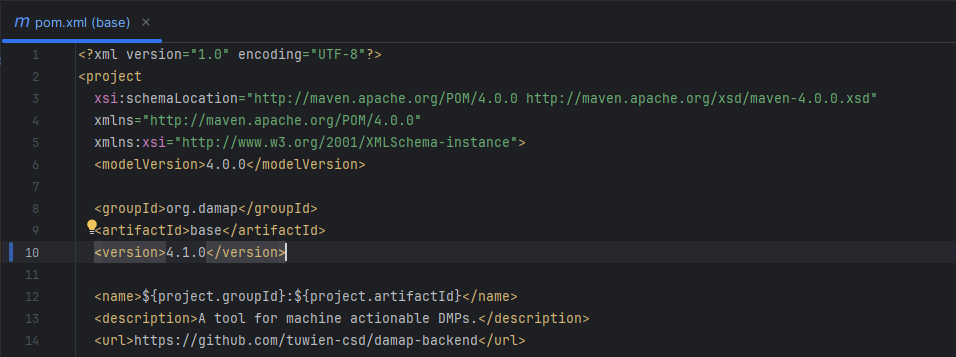 m pom.xml (base) ×
1 <?xml version="1.0" encoding="UTF-8"?>
2 <project
3 xsi:schemaLocation="http://maven.apache.org/POM/4.0.0 http://maven.apache.org/xsd/maven-4.0.0.xsd"
4 xmlns="http://maven.apache.org/POM/4.0.0"
5 xmlns:xsi="http://www.w3.org/2001/XMLSchema-instance">
6 <modelVersion>4.0.0</modelVersion>
7
8 <groupId>org.damap</groupId>
9 <artifactId>base</artifactId>
10 <version>4.1.0</version>
11
12 <name>${project.groupId}:${project.artifactId}</name>
13 <description>A tool for machine actionable DMPs.</description>
14 <url>https://github.com/tuwien-csd/damap-backend</url>